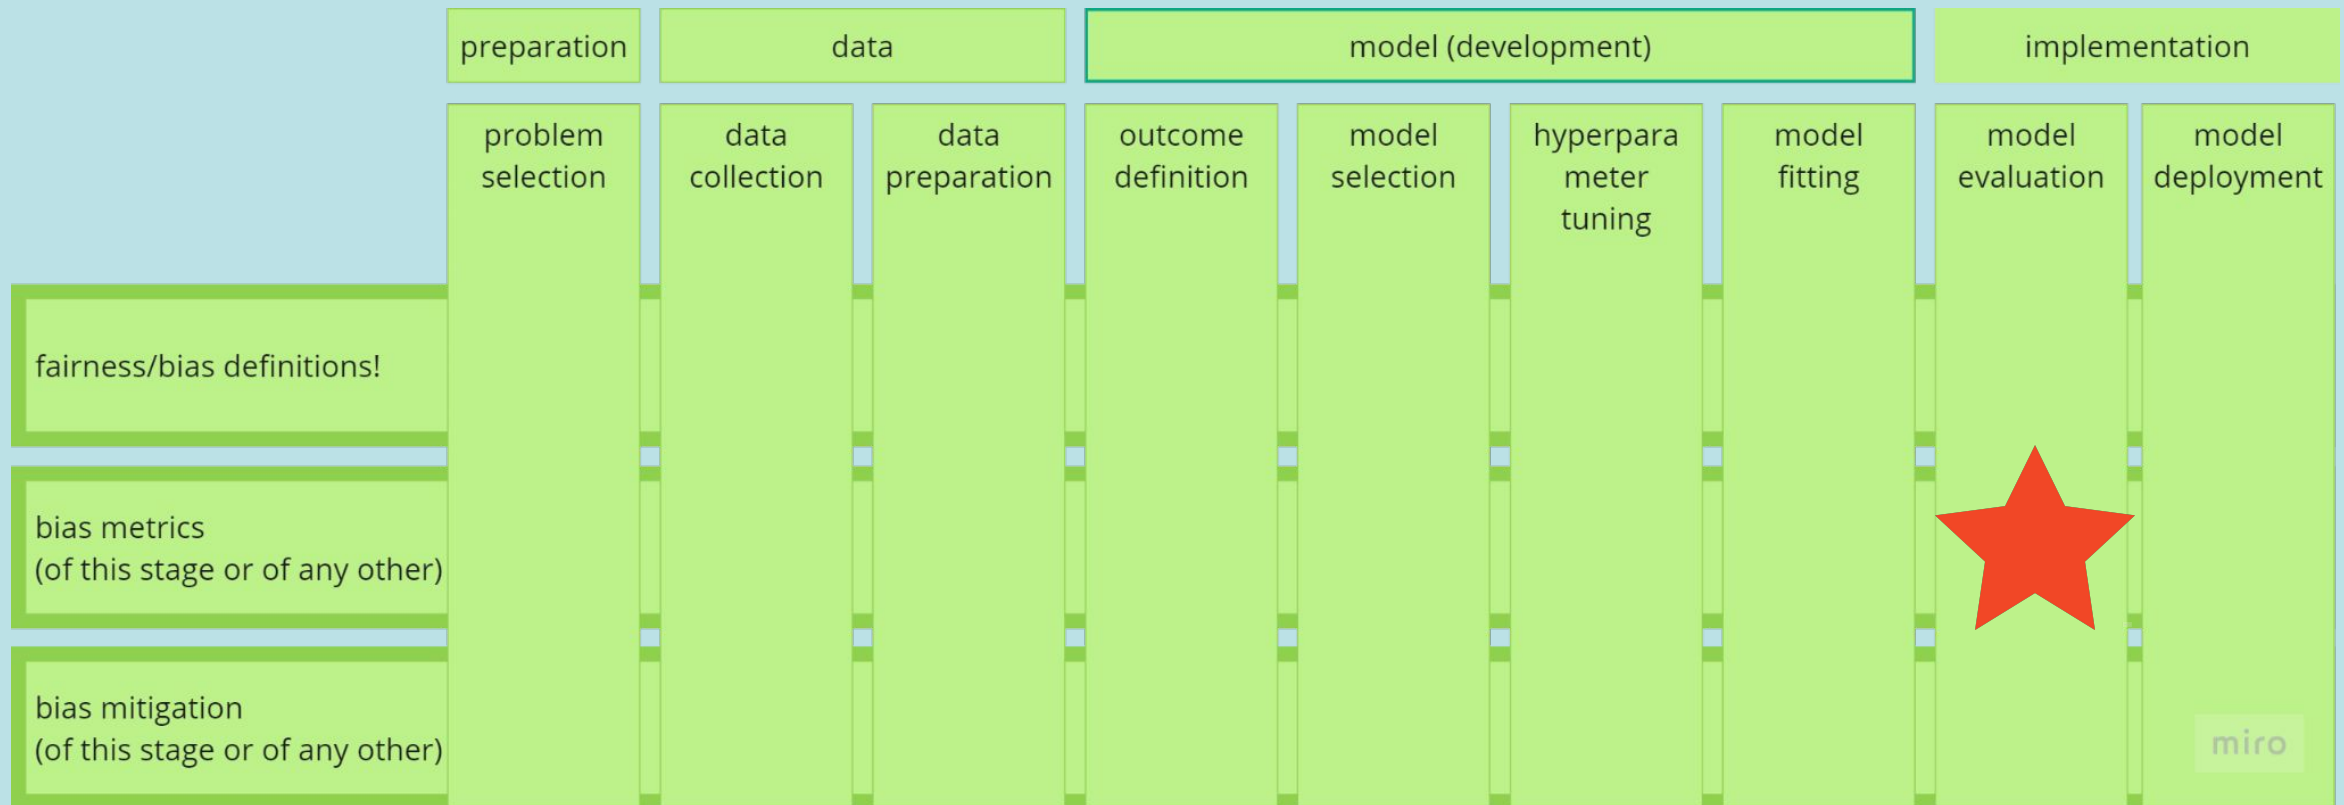 preparation
data
model (development)
implementation
problem
selection
data
collection
data
preparation
outcome
definition
model
selection
hyperpara
meter
tuning
model
fitting
model
evaluation
model
deployment
fairness/bias definitions!
bias metrics
(of this stage or of any other)
bias mitigation
(of this stage or of any other)
miro